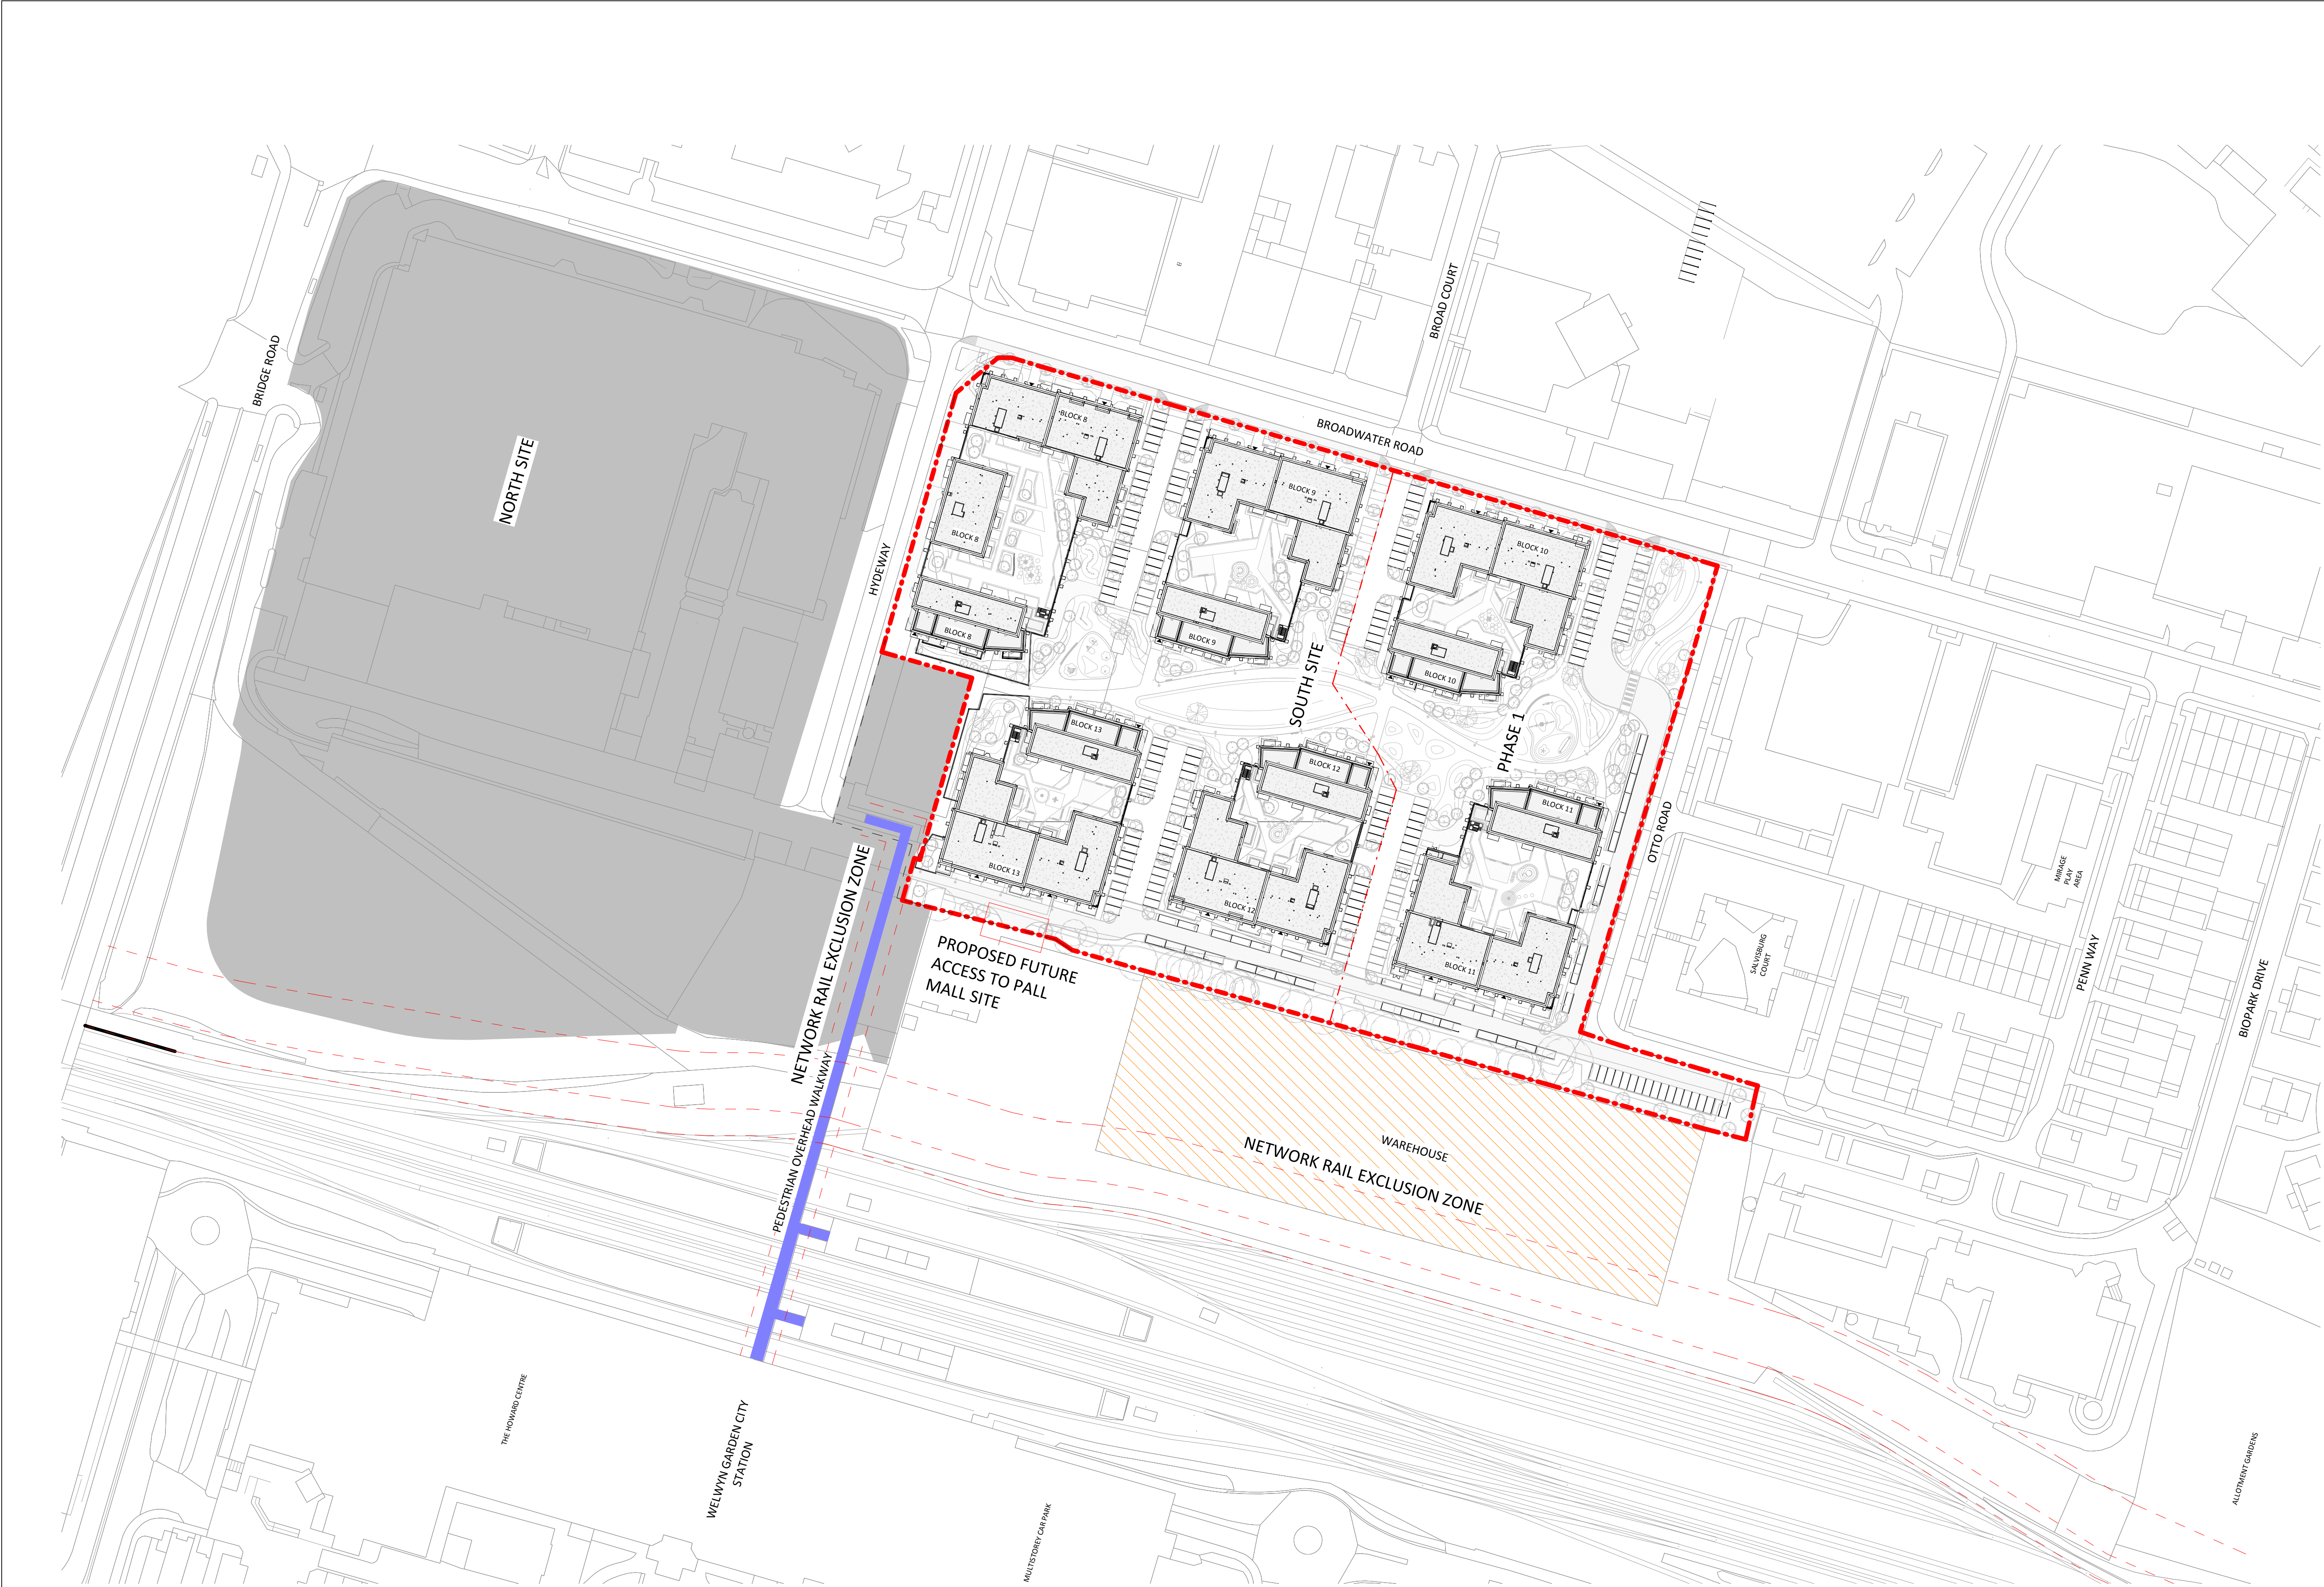 BROAD COURT
BRIDGE ROAD
NORTH SITE
BROADWATER ROAD
BLOCK 8
BLOCK 8
BLOCK 8
BLOCK 9
BLOCK 9
BLOCK 10
BLOCK 10
HYDEWAY
SOUTH SITE
PHASE 1
BLOCK 13
BLOCK 13
BLOCK 12
BLOCK 12
BLOCK 11
BLOCK 11
OTTO ROAD
MIRAGE
PLAY
AREA
SALVISBURG
COURT
PENN WAY
BIOPARK DRIVE
NETWORK RAIL EXCLUSION ZONE
PROPOSED FUTURE
ACCESS TO PALL
MALL SITE
PEDESTRIAN OVERHEAD WALKWAY
WAREHOUSE
NETWORK RAIL EXCLUSION ZONE
THE HOWARD CENTRE
WELWYN GARDEN CITY
STATION
MULTISTOREY CAR PARK
ALLOTMENT GARDENS